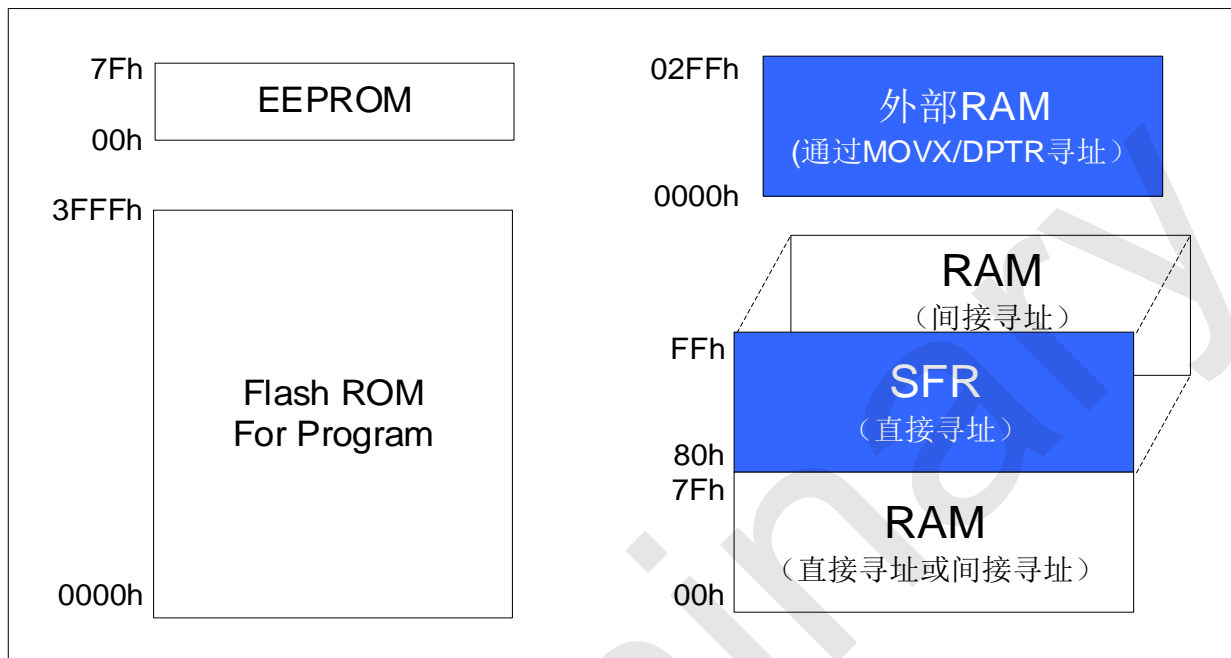 7Fh
EEPROM
00h
3FFFh
Flash ROM
For Program
0000h
02FFh
外部RAM
(通过MOVX/DPTR寻址）
0000h
RAM
（间接寻址）
FFh
SFR
（直接寻址）
80h
7Fh
RAM
（直接寻址或间接寻址）
00h
inary